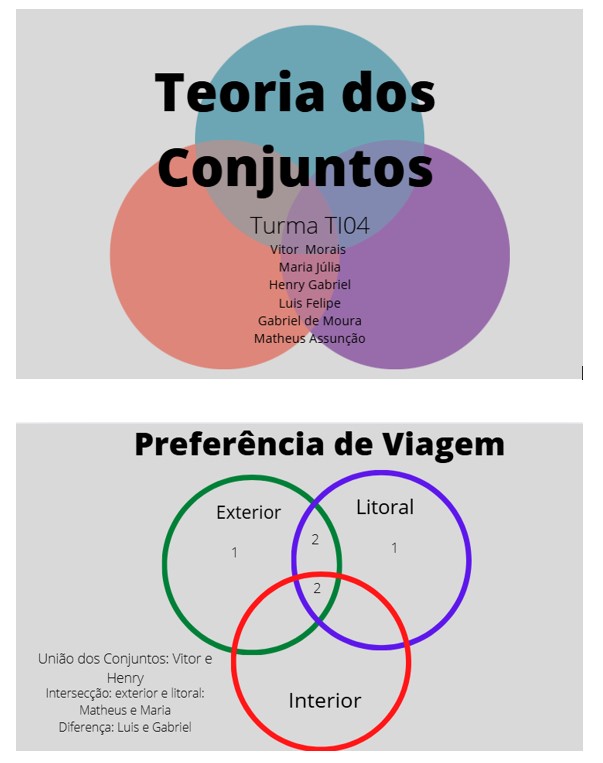 Teoria dos
Conjuntos
Turma TI04
Vitor Morais
Maria Júlia
Henry Gabriel
Luis Felipe
Gabriel de Moura
Matheus Assunção
Preferência de Viagem
Exterior
Litoral
1
2
1
2
Interior
União dos Conjuntos: Vitor e
Henry
Intersecção: exterior e litoral:
Matheus e Maria
Diferença: Luis e Gabriel